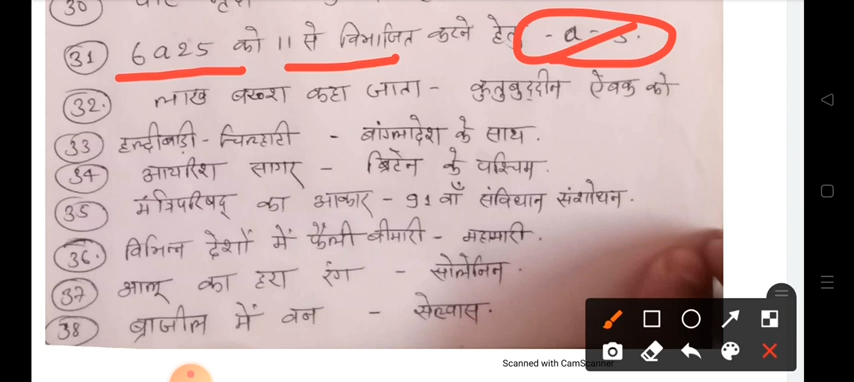 30
31 6a25 को 11 से विभाजित करने हेतु - a - 5.
32. लाख बख्श कहा जाता - कुतुबुद्दीन ऐबक को
33 हल्दीबाड़ी - चिल्हाटी - बांग्लादेश के साथ.
34 आयरिश सागर - ब्रिटेन के पश्चिम.
35 मंत्रिपरिषद् का आकार - 91 वाँ संविधान संशोधन.
36. विभिन्न देशों में फैली बीमारी - महामारी.
37 आलू का हरा रंग - सोलेनिन.
38 ब्राजील में वन - सेल्वास.
Scanned with CamScanner